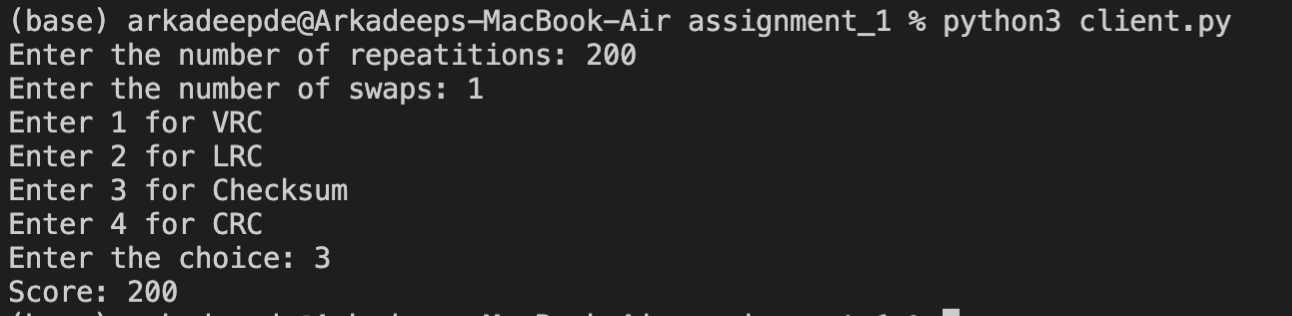 (base) arkadeepde@Arkadeeps-MacBook-Air assignment_1 % python3 client.py
Enter the number of repeatitions: 200
Enter the number of swaps: 1
Enter 1 for VRC
Enter 2 for LRC
Enter 3 for Checksum
Enter 4 for CRC
Enter the choice: 3
Score: 200